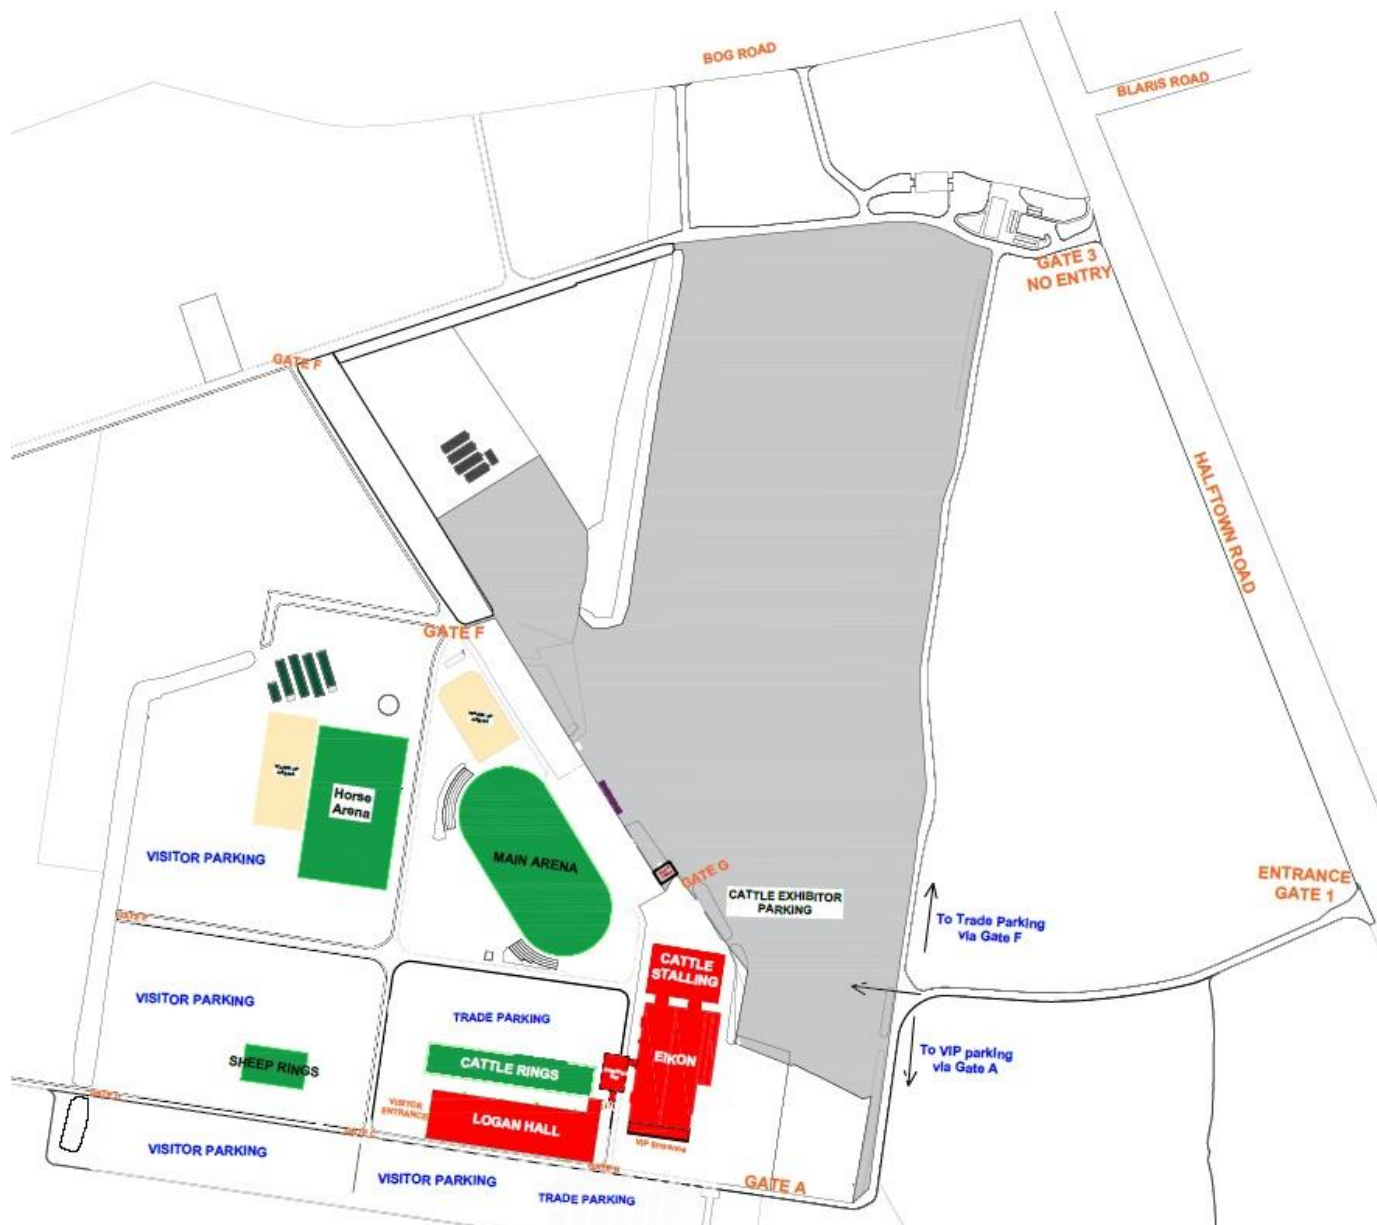 BOG ROAD
BLARIS ROAD
GATE 3
NO ENTRY
GATE F
HALFTOWN ROAD
GATE F
Horse
Arena
MAIN ARENA
VISITOR PARKING
GATE G
CATTLE EXHIBITOR
PARKING
ENTRANCE
GATE 1
To Trade Parking
via Gate F
CATTLE
STALLING
VISITOR PARKING
TRADE PARKING
EIKON
To VIP parking
via Gate A
SHEEP RINGS
CATTLE RINGS
VISITOR
ENTRANCE
LOGAN HALL
VIP Entrance
VISITOR PARKING
VISITOR PARKING
GATE A
TRADE PARKING